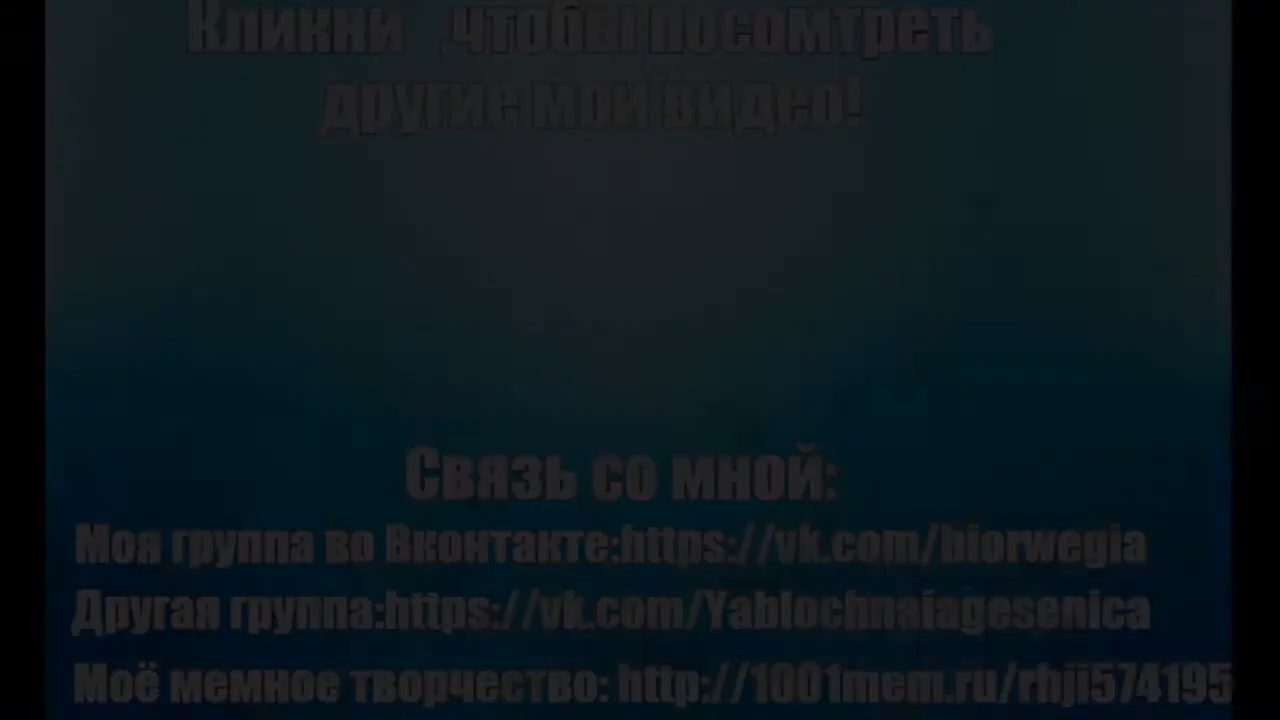 Кликни ,чтобы посомтреть
другие мои видео!
Связь со мной:
Моя группа во Вконтакте:https://vk.com/biorwegia
Другая группа:https://vk.com/Yablochnaiagesenica
Моё мемное творчество: http://1001mem.ru/rhji574195